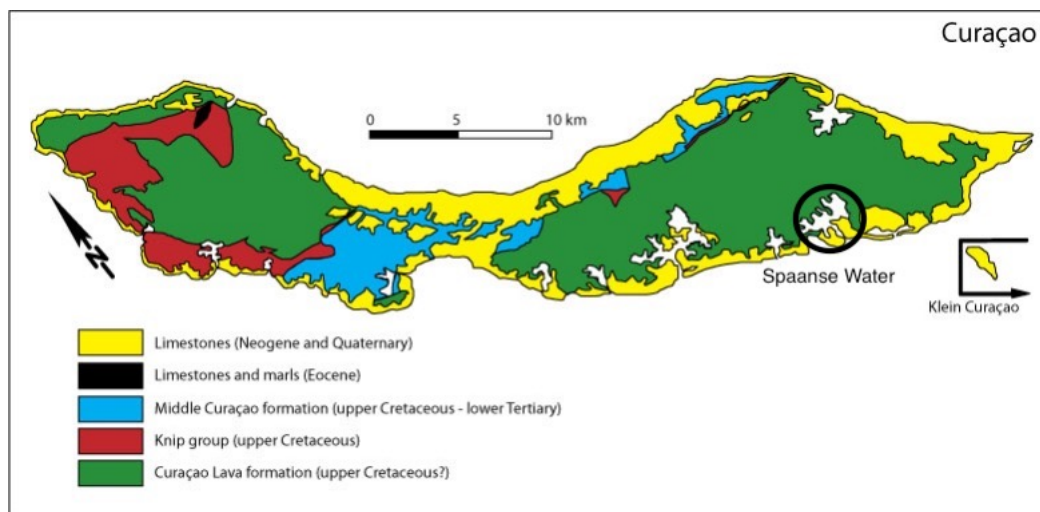 Curaçao
0 5 10 km
N
Spaanse Water
Klein Curaçao
Limestones (Neogene and Quaternary)
Limestones and marls (Eocene)
Middle Curaçao formation (upper Cretaceous - lower Tertiary)
Knip group (upper Cretaceous)
Curaçao Lava formation (upper Cretaceous?)